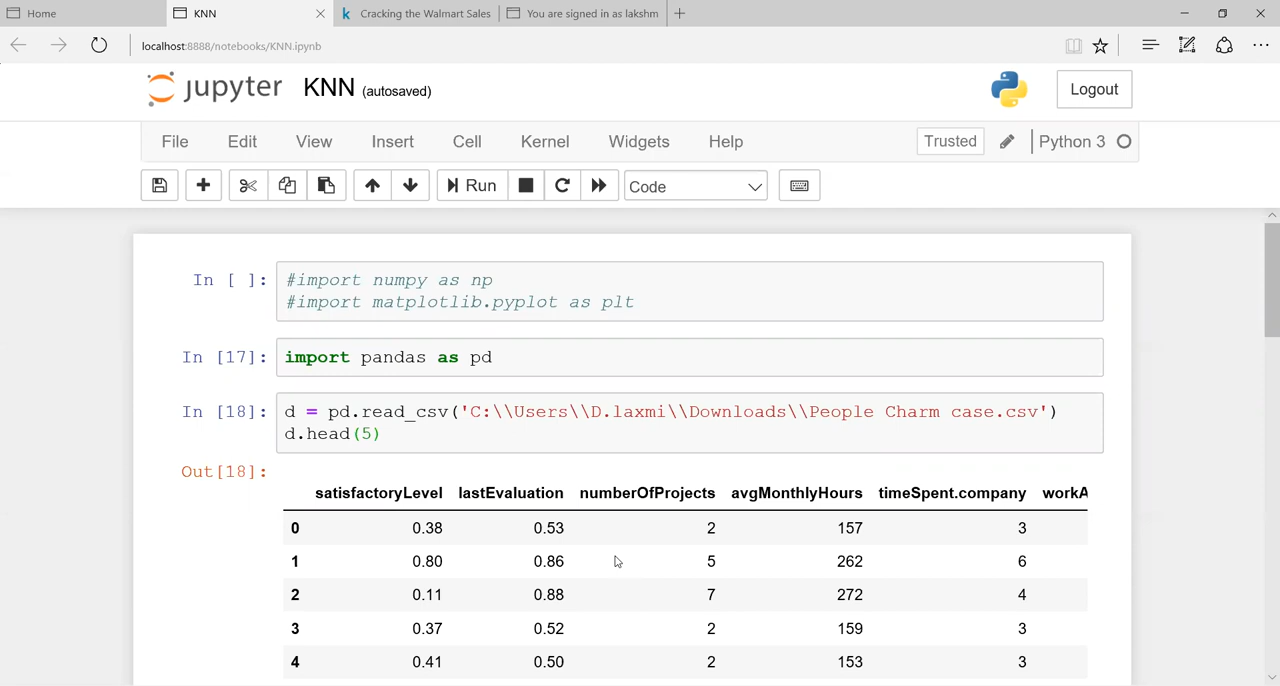 Home
KNN
k Cracking the Walmart Sales
You are signed in as lakshm
localhost:8888/notebooks/KNN.ipynb
jupyter KNN (autosaved)
Logout
File Edit View Insert Cell Kernel Widgets Help Trusted Python 3
Run Code
In [ ]: #import numpy as np
#import matplotlib.pyplot as plt
In [17]: import pandas as pd
In [18]: d = pd.read_csv('C:\\Users\\D.laxmi\\Downloads\\People Charm case.csv')
d.head(5)
Out[18]:
satisfactoryLevel lastEvaluation numberOfProjects avgMonthlyHours timeSpent.company workA
0 0.38 0.53 2 157 3
1 0.80 0.86 5 262 6
2 0.11 0.88 7 272 4
3 0.37 0.52 2 159 3
4 0.41 0.50 2 153 3